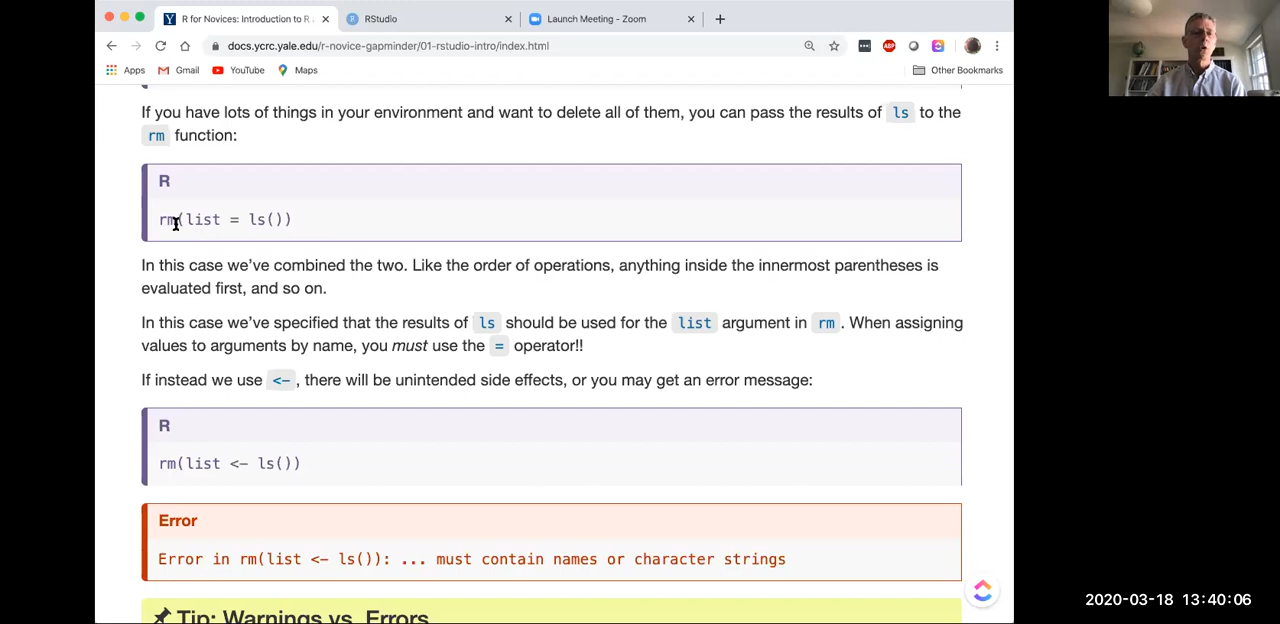 R for Novices: Introduction to R
RStudio
Launch Meeting - Zoom
docs.ycrc.yale.edu/r-novice-gapminder/01-rstudio-intro/index.html
ABP
Apps
Gmail
YouTube
Maps
Other Bookmarks
If you have lots of things in your environment and want to delete all of them, you can pass the results of ls to the
rm function:
R
rm(list = ls())
In this case we’ve combined the two. Like the order of operations, anything inside the innermost parentheses is
evaluated first, and so on.
In this case we’ve specified that the results of ls should be used for the list argument in rm . When assigning
values to arguments by name, you must use the = operator!!
If instead we use <- , there will be unintended side effects, or you may get an error message:
R
rm(list <- ls())
Error
Error in rm(list <- ls()): ... must contain names or character strings
Tip: Warnings vs. Errors
2020-03-18 13:40:06